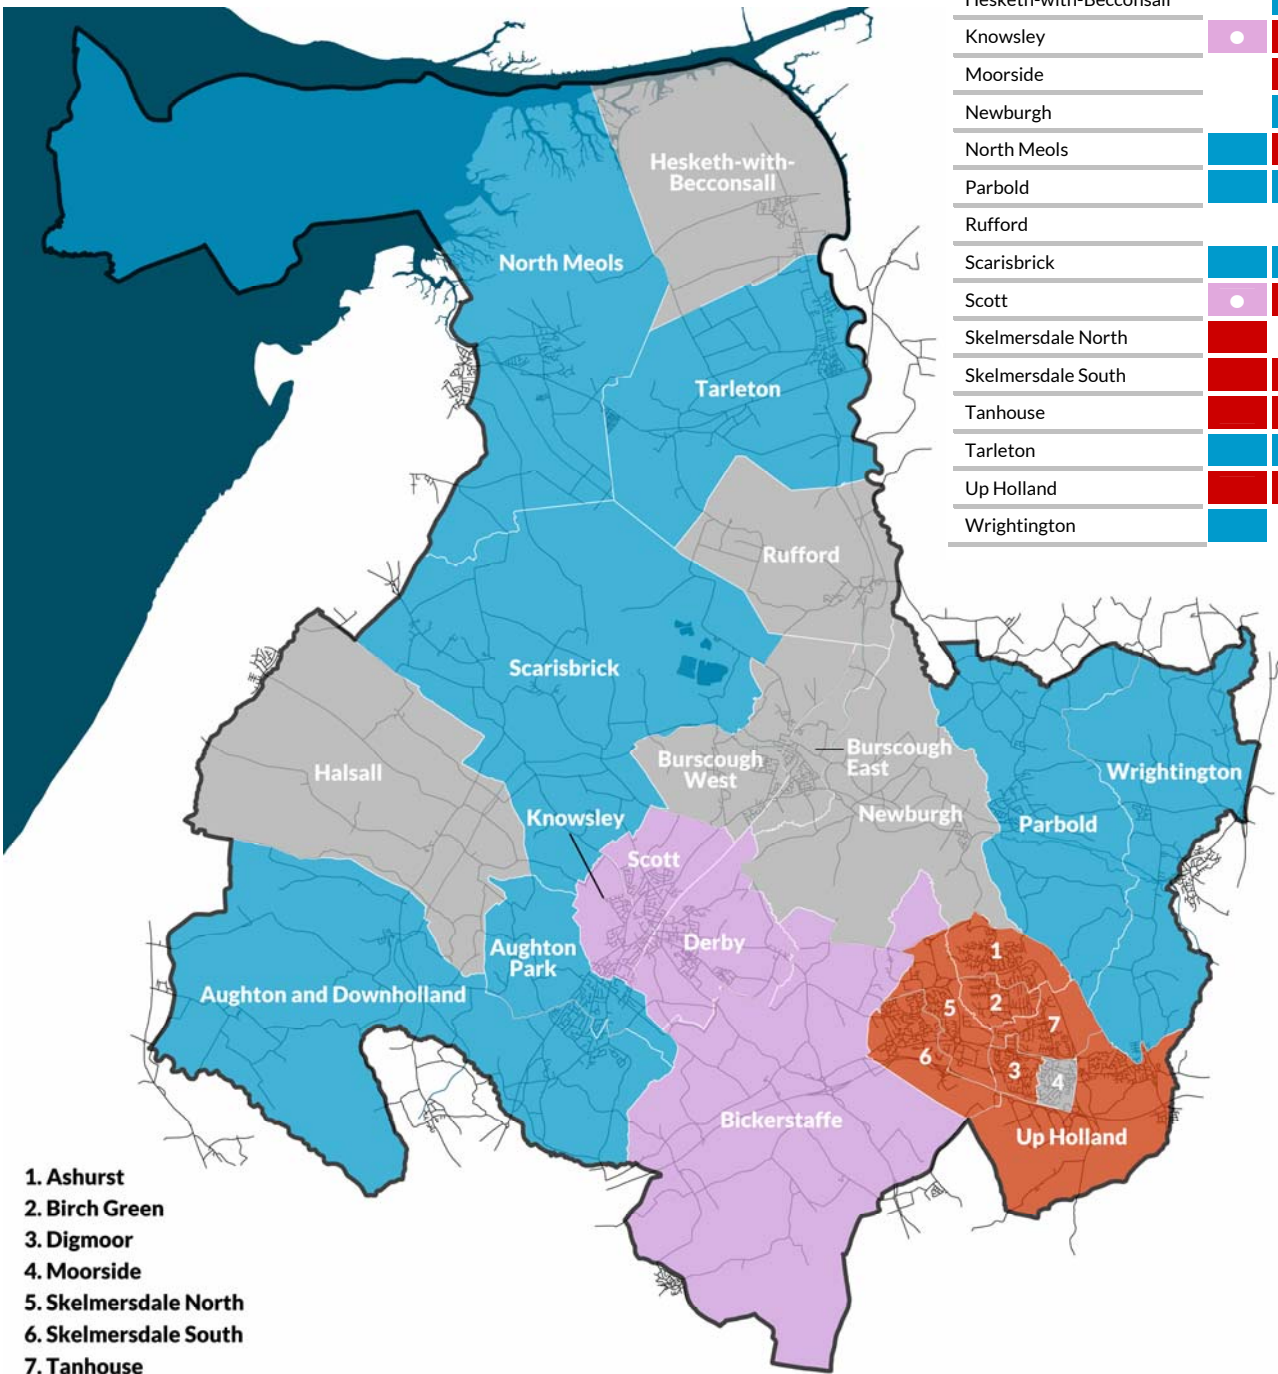 Hesketh-with-Becconsall
Knowsley
Moorside
Newburgh
North Meols
Parbold
Rufford
Scarisbrick
Scott
Skelmersdale North
Skelmersdale South
Tanhouse
Tarleton
Up Holland
Wrightington
Hesketh-with-
Becconsall
North Meols
Tarleton
Rufford
Scarisbrick
Halsall
Burscough
West
Burscough
East
Wrightington
Newburgh
Parbold
Knowsley
Scott
Derby
Aughton
Park
Aughton and Downholland
1
2
5
7
6
3
4
Bickerstaffe
Up Holland
1. Ashurst
2. Birch Green
3. Digmoor
4. Moorside
5. Skelmersdale North
6. Skelmersdale South
7. Tanhouse